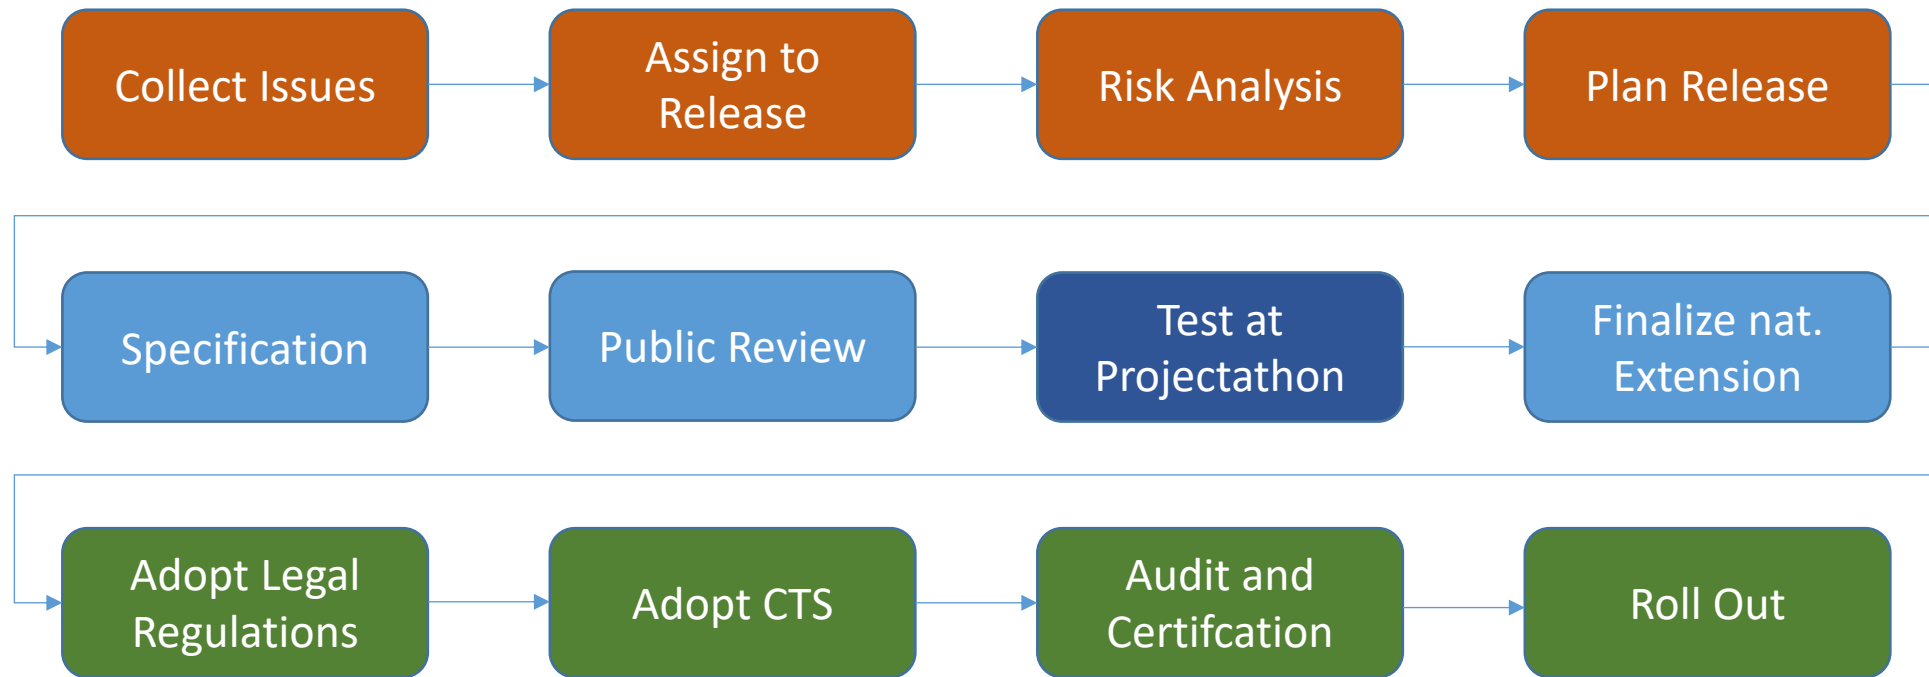 Collect Issues
Assign to
Release
Risk Analysis
Plan Release
Specification
Public Review
Test at
Projectathon
Finalize nat.
Extension
Adopt Legal
Regulations
Adopt CTS
Audit and
Certifcation
Roll Out